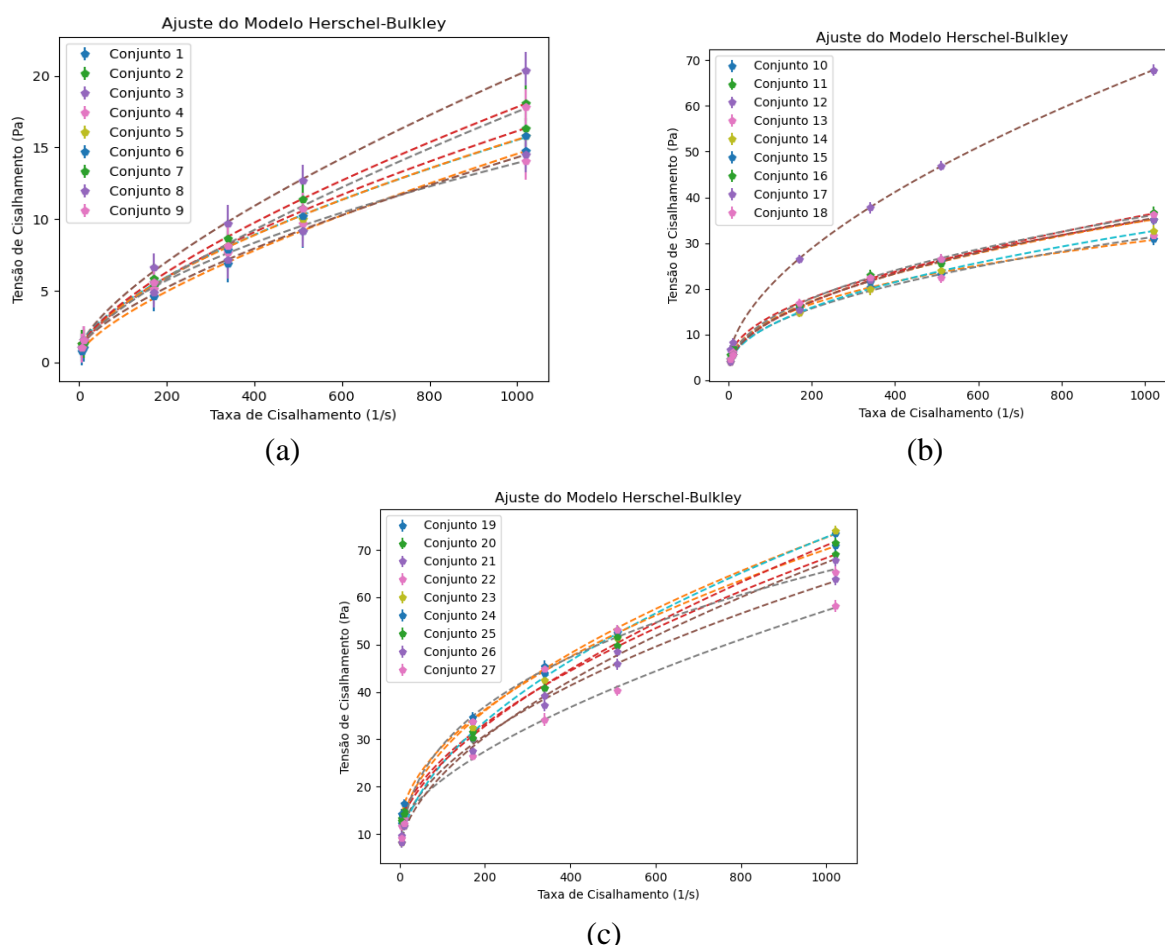 Ajuste do Modelo Herschel-Bulkley
Conjunto 1
Conjunto 2
Conjunto 3
Conjunto 4
Conjunto 5
Conjunto 6
Conjunto 7
Conjunto 8
Conjunto 9
Tensão de Cisalhamento (Pa)
20
15
10
5
0
0 200 400 600 800 1000
Taxa de Cisalhamento (1/s)
(a)
Ajuste do Modelo Herschel-Bulkley
Conjunto 10
Conjunto 11
Conjunto 12
Conjunto 13
Conjunto 14
Conjunto 15
Conjunto 16
Conjunto 17
Conjunto 18
Tensão de Cisalhamento (Pa)
70
60
50
40
30
20
10
0
0 200 400 600 800 1000
Taxa de Cisalhamento (1/s)
(b)
Ajuste do Modelo Herschel-Bulkley
Conjunto 19
Conjunto 20
Conjunto 21
Conjunto 22
Conjunto 23
Conjunto 24
Conjunto 25
Conjunto 26
Conjunto 27
Tensão de Cisalhamento (Pa)
70
60
50
40
30
20
10
0 200 400 600 800 1000
Taxa de Cisalhamento (1/s)
(c)